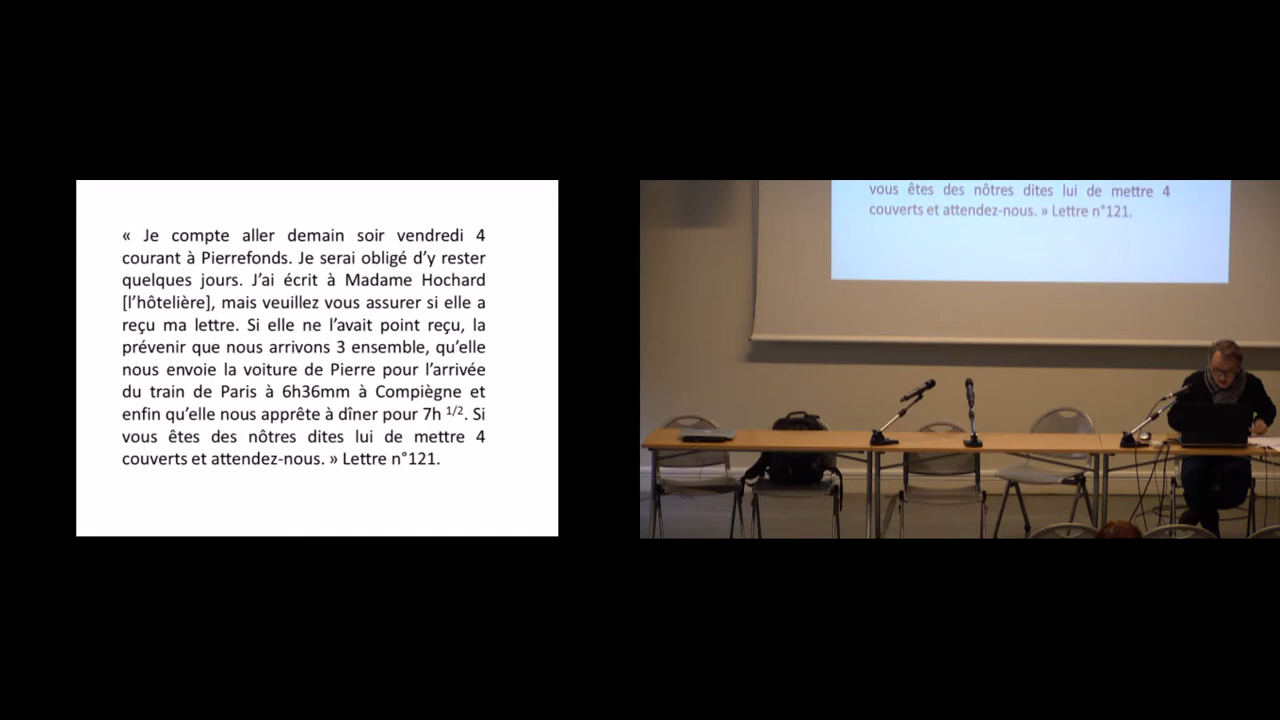 « Je compte aller demain soir vendredi 4
courant à Pierrefonds. Je serai obligé d’y rester
quelques jours. J’ai écrit à Madame Hochard
[l’hôtelière], mais veuillez vous assurer si elle a
reçu ma lettre. Si elle ne l’avait point reçu, la
prévenir que nous arrivons 3 ensemble, qu’elle
nous envoie la voiture de Pierre pour l’arrivée
du train de Paris à 6h36mm à Compiègne et
enfin qu’elle nous apprête à dîner pour 7h 1/2. Si
vous êtes des nôtres dites lui de mettre 4
couverts et attendez-nous. » Lettre n°121.
vous êtes des nôtres dites lui de mettre 4
couverts et attendez-nous. » Lettre n°121.